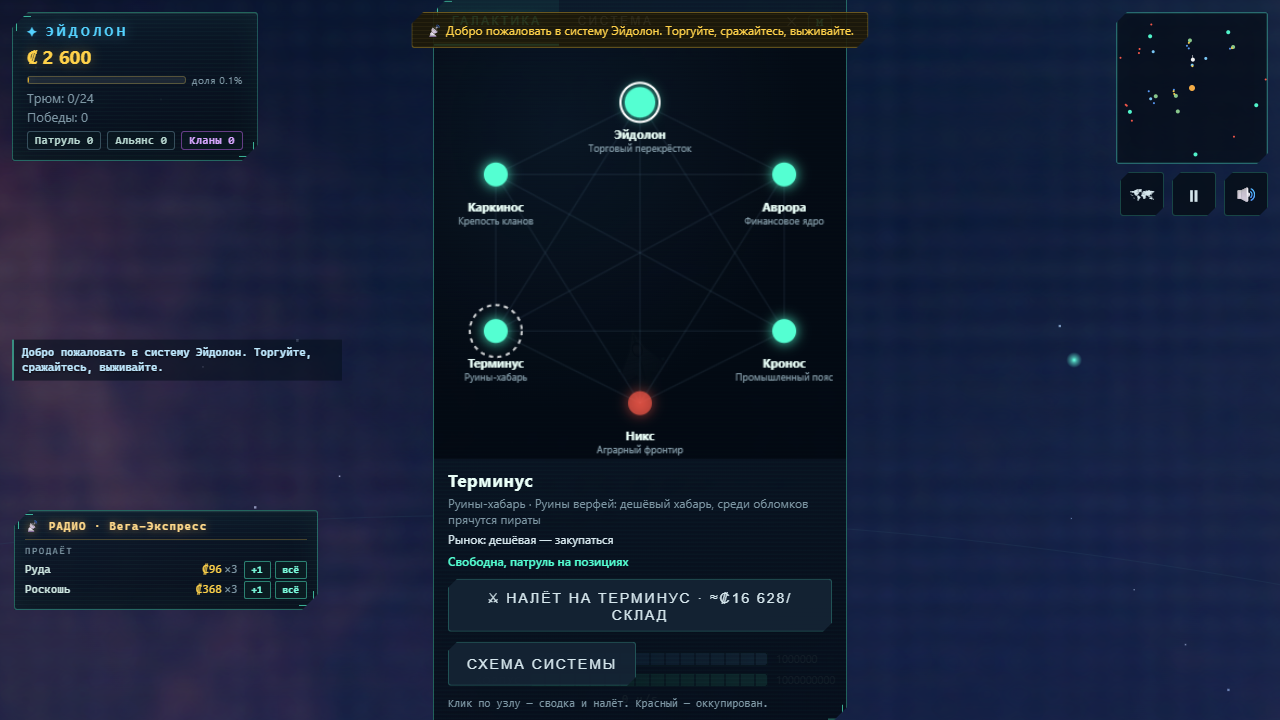 ✦ ЭЙДОЛОН
₡ 2 600
доля 0.1%
Трюм: 0/24
Победы: 0
Патруль 0
Альянс 0
Кланы 0
ГАЛАКТИКА
СИСТЕМА
Добро пожаловать в систему Эйдолон. Торгуйте, сражайтесь, выживайте.
Эйдолон
Торговый перекрёсток
Каркинос
Крепость кланов
Аврора
Финансовое ядро
Терминус
Руины-хабарь
Кронос
Промышленный пояс
Никс
Аграрный фронтир
Добро пожаловать в систему Эйдолон. Торгуйте,
сражайтесь, выживайте.
РАДИО · Вега-Экспресс
ПРОДАЁТ
Руда ₡96 ×3 +1 всё
Роскошь ₡368 ×3 +1 всё
Терминус
Руины-хабарь · Руины верфей: дешёвый хабарь, среди обломков
прячутся пираты
Рынок: дешёвая — закупаться
Свободна, патруль на позициях
⚔ НАЛЁТ НА ТЕРМИНУС · ≈₡16 628/
СКЛАД
СХЕМА СИСТЕМЫ
Клик по узлу — сводка и налёт. Красный — оккупирован.